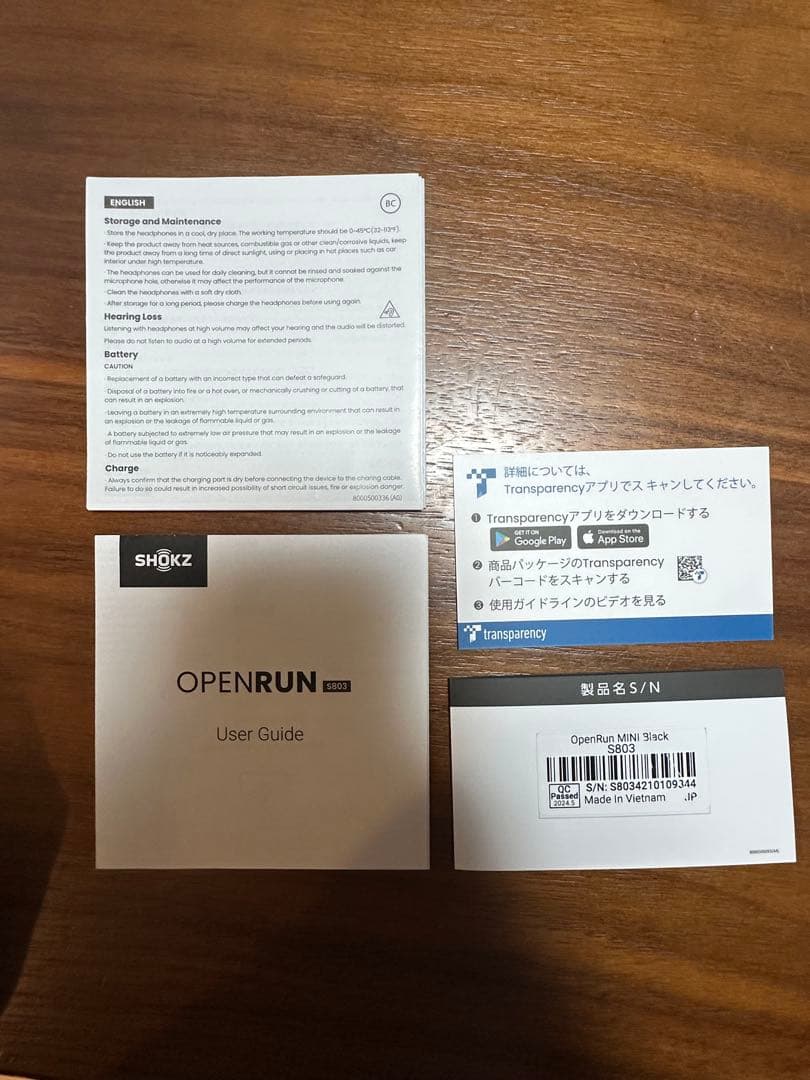 ENGLISH
BC
Storage and Maintenance
· Store the headphones in a cool, dry place. The working temperature should be 0~45°C(32-113°F).
· Keep the product away from heat sources, combustible gas or other clean/corrosive liquids, keep
the product away from a long time of direct sunlight, using or placing in hot places such as car
interior under high temperature.
· The headphones can be used for daily cleaning, but it cannot be rinsed and soaked against the
microphone hole, otherwise it may affect the performance of the microphone.
· Clean the headphones with a soft dry cloth.
· After storage for a long period, please charge the headphones before using again.
Hearing Loss
Listening with headphones at high volume may affect your hearing and the audio will be distorted.
Please do not listen to audio at a high volume for extended periods.
Battery
CAUTION
· Replacement of a battery with an incorrect type that can defeat a safeguard.
· Disposal of a battery into fire or a hot oven, or mechanically crushing or cutting of a battery, that
can result in an explosion.
· Leaving a battery in an extremely high temperature surrounding environment that can result in
an explosion or the leakage of flammable liquid or gas.
· A battery subjected to extremely low air pressure that may result in an explosion or the leakage
of flammable liquid or gas.
· Do not use the battery if it is noticeably expanded.
Charge
· Always confirm that the charging port is dry before connecting the device to the charing cable.
Failure to do so could result in increased possibility of short circuit issues, fire or explosion danger.
8000500336 (A0)
SHOKZ
OPENRUN S803
User Guide
詳細については、
Transparencyアプリでス キャンしてください。
1 Transparencyアプリをダウンロードする
GET IT ON
Google Play
Download on the
App Store
2 商品パッケージのTransparency
バーコードをスキャンする
3 使用ガイドラインのビデオを見る
transparency
製品名S/N
OpenRun MINI Black
S803
S/N: S8034210109344
QC
Passed
2024.5
Made in Vietnam .JP